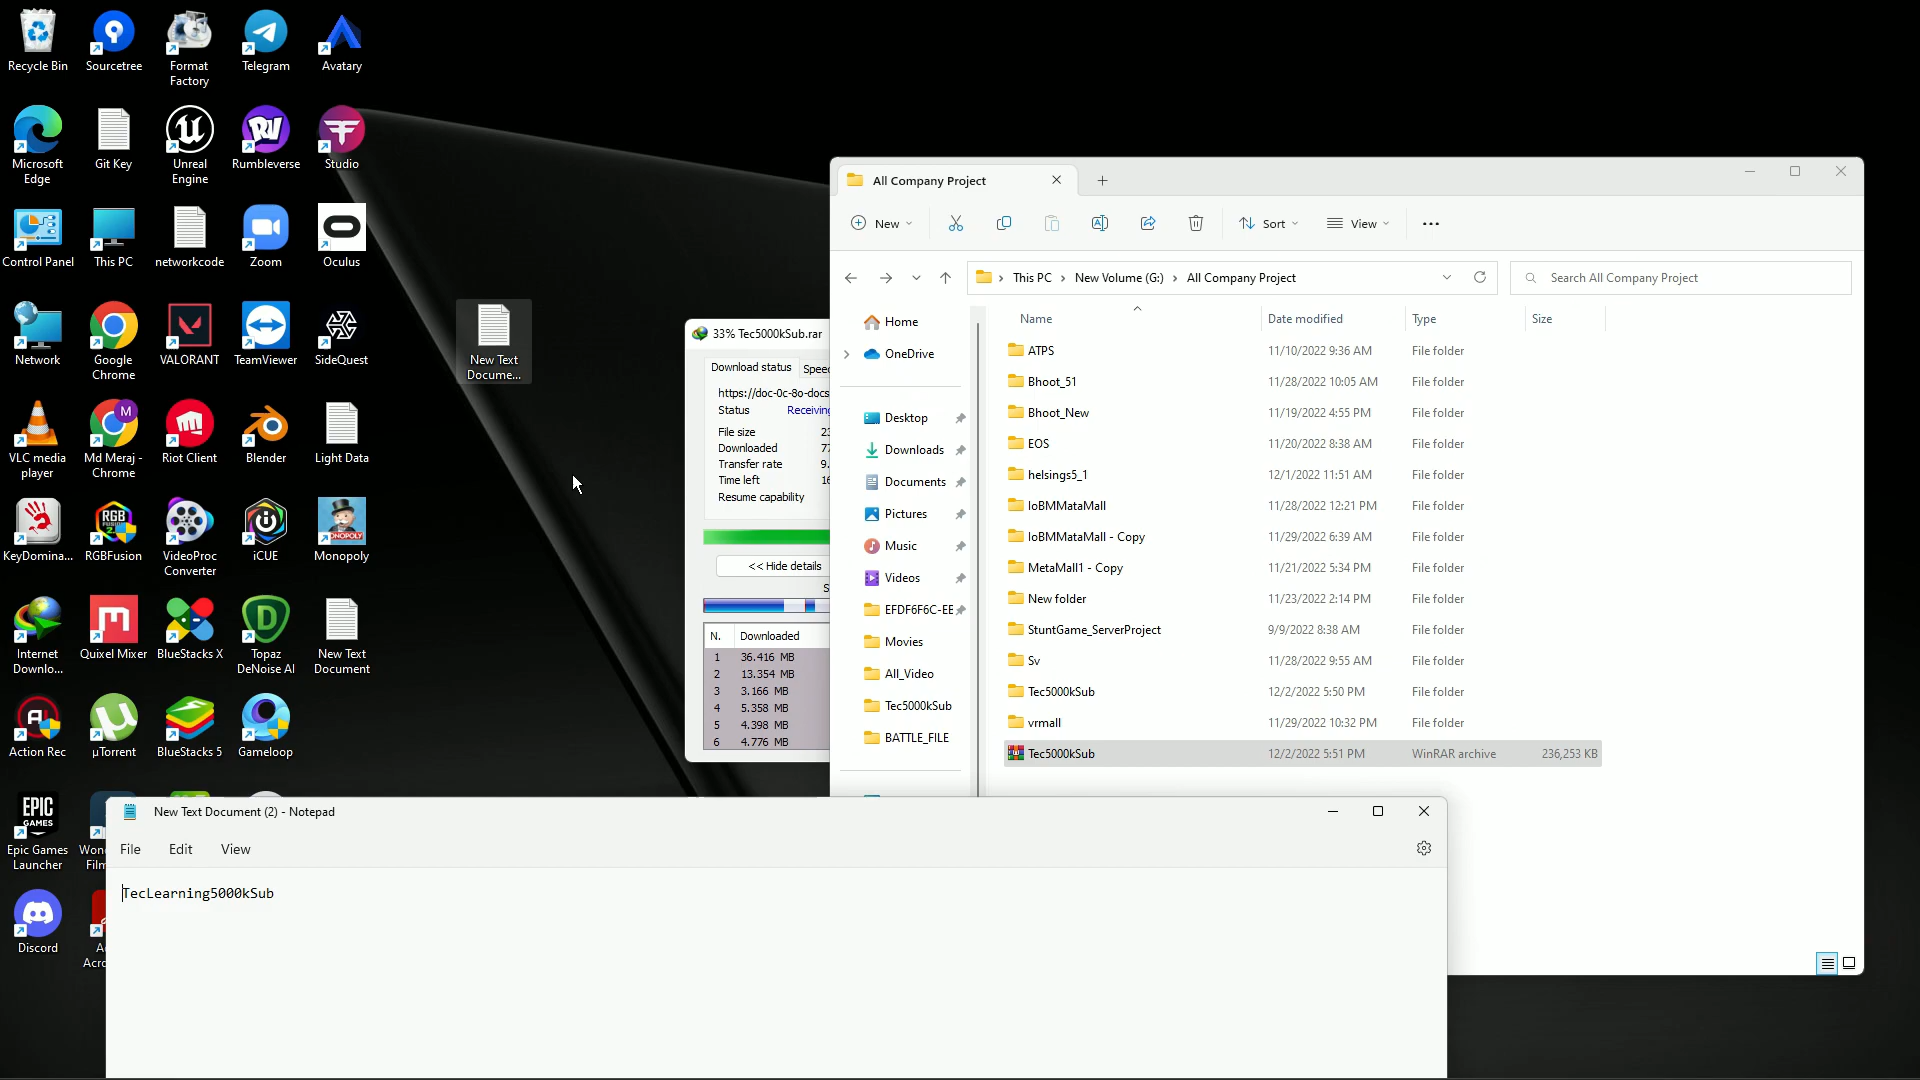 Recycle Bin
Sourcetree
Format
Factory
Telegram
Avatary
Microsoft
Edge
Git Key
Unreal
Engine
Rumbleverse
Studio
Control Panel
This PC
networkcode
Zoom
Oculus
Network
Google
Chrome
VALORANT
TeamViewer
SideQuest
VLC media
player
Md Meraj -
Chrome
Riot Client
Blender
Light Data
KeyDomina...
RGBFusion
VideoProc
Converter
iCUE
Monopoly
Internet
Downlo...
Quixel Mixer
BlueStacks X
Topaz
DeNoise AI
New Text
Document
Action Rec
µTorrent
BlueStacks 5
Gameloop
Epic Games
Launcher
Won
Film
Discord
A
Acro
New Text
Docume...
33% Tec5000kSub.rar
Download status
Speed
https://doc-0c-8o-docs
Status Receiving
File size 23
Downloaded 77
Transfer rate 9.
Time left 16
Resume capability
<< Hide details
S
N. Downloaded
1 36.416 MB
2 13.354 MB
3 3.166 MB
4 5.358 MB
5 4.398 MB
6 4.776 MB
All Company Project
New
Sort
View
This PC > New Volume (G:) > All Company Project
Search All Company Project
Home
OneDrive
Desktop
Downloads
Documents
Pictures
Music
Videos
EFDF6F6C-EE
Movies
All_Video
Tec5000kSub
BATTLE_FILE
Name Date modified Type Size
ATPS 11/10/2022 9:36 AM File folder
Bhoot_51 11/28/2022 10:05 AM File folder
Bhoot_New 11/19/2022 4:55 PM File folder
EOS 11/20/2022 8:38 AM File folder
helsings5_1 12/1/2022 11:51 AM File folder
IoBMMataMall 11/28/2022 12:21 PM File folder
IoBMMataMall - Copy 11/29/2022 6:39 AM File folder
MetaMall1 - Copy 11/21/2022 5:34 PM File folder
New folder 11/23/2022 2:14 PM File folder
StuntGame_ServerProject 9/9/2022 8:38 AM File folder
Sv 11/28/2022 9:55 AM File folder
Tec5000kSub 12/2/2022 5:50 PM File folder
vrmall 11/29/2022 10:32 PM File folder
Tec5000kSub 12/2/2022 5:51 PM WinRAR archive 236,253 KB
New Text Document (2) - Notepad
File Edit View
TecLearning5000kSub